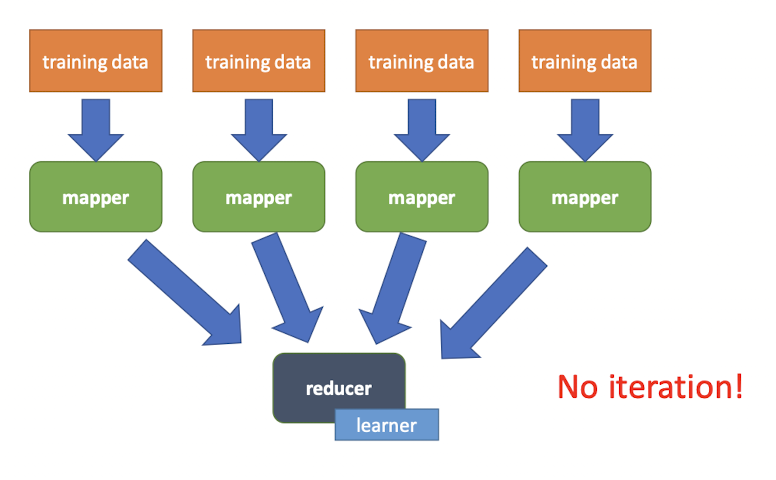 training data
training data
training data
training data
mapper
mapper
mapper
mapper
reducer
learner
No iteration!